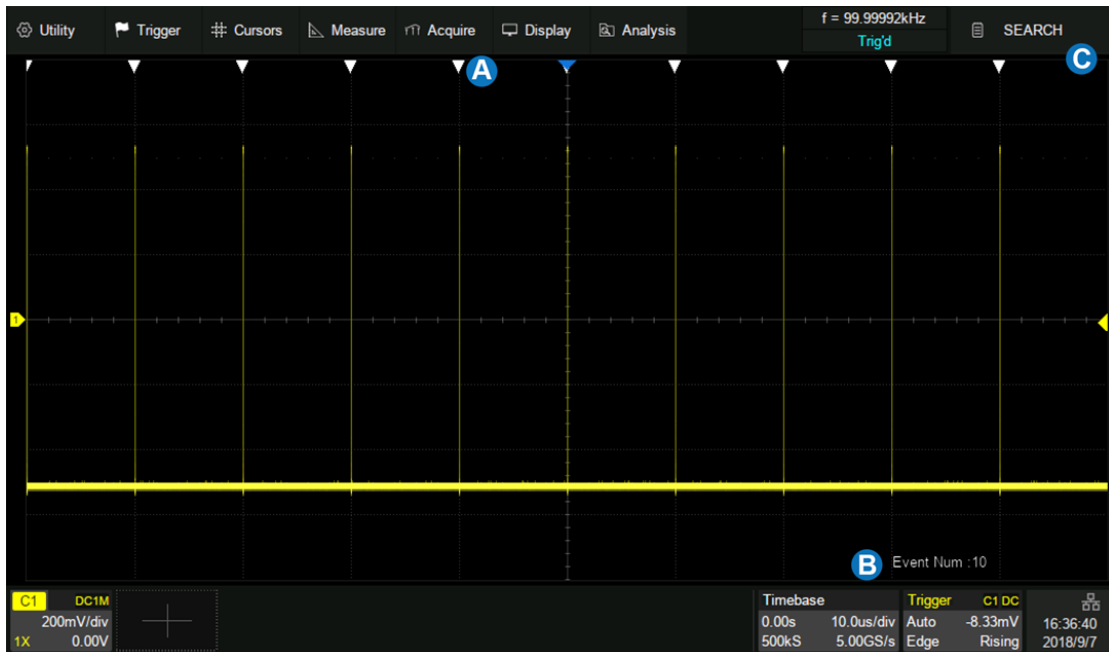 Utility Trigger Cursors Measure Acquire Display Analysis
f = 99.99992kHz
Trig'd
SEARCH
A
C
1
B Event Num :10
C1 DC1M
200mV/div
1X 0.00V
Timebase
0.00s 10.0us/div
500kS 5.00GS/s
Trigger C1 DC
Auto -8.33mV
Edge Rising
16:36:40
2018/9/7